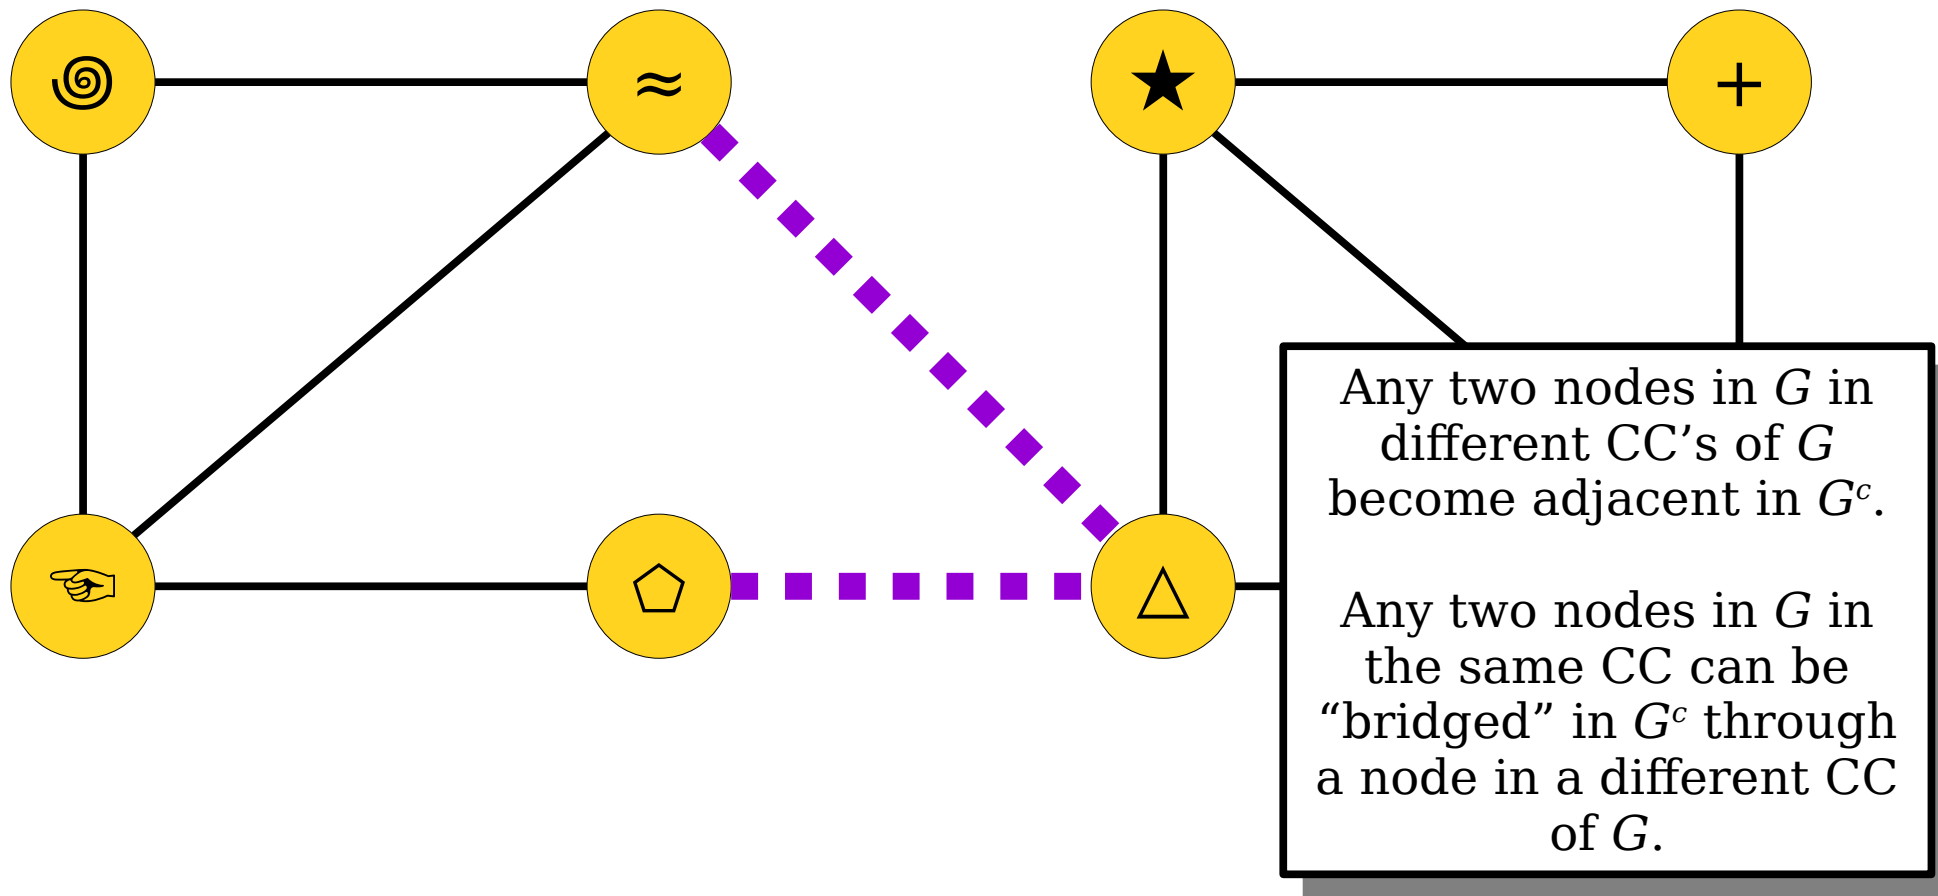 ≈
★
+
△
Any two nodes in G in
different CC’s of G
become adjacent in Gᶜ.
Any two nodes in G in
the same CC can be
“bridged” in Gᶜ through
a node in a different CC
of G.